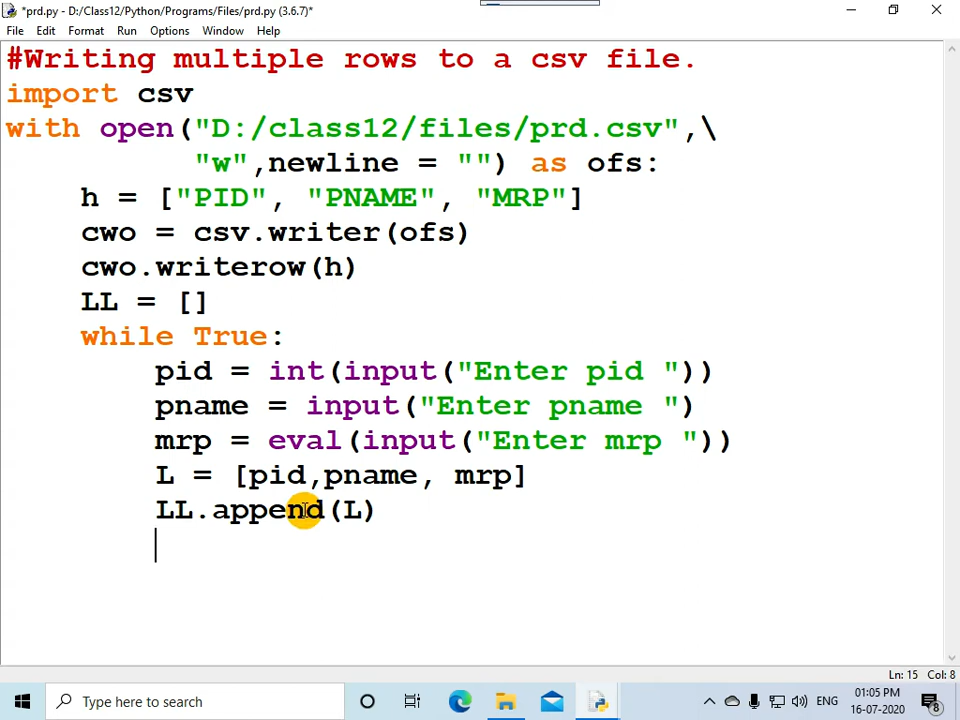 *prd.py - D:/Class12/Python/Programs/Files/prd.py (3.6.7)*
File Edit Format Run Options Window Help
#Writing multiple rows to a csv file.
import csv
with open("D:/class12/files/prd.csv",\
"w",newline = "") as ofs:
h = ["PID", "PNAME", "MRP"]
cwo = csv.writer(ofs)
cwo.writerow(h)
LL = []
while True:
pid = int(input("Enter pid "))
pname = input("Enter pname ")
mrp = eval(input("Enter mrp "))
L = [pid,pname, mrp]
LL.append(L)
Ln: 15 Col: 8
Type here to search
ENG
01:05 PM
16-07-2020
8